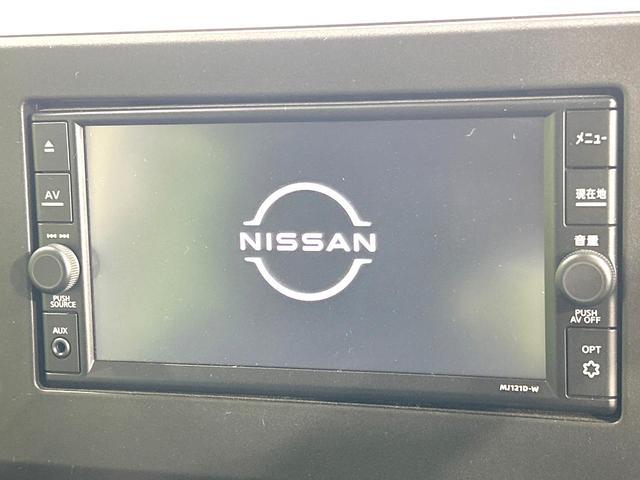 AV
PUSH
SOURCE
AUX
NISSAN
メニュー
現在地
音量
PUSH
AV OFF
OPT
MJ121D-W